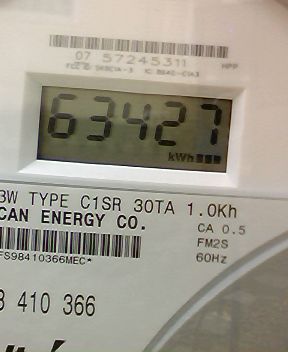 07 57245311
HPP
63427
kWh
3W TYPE C1SR 30TA 1.0Kh
CAN ENERGY CO.
CA 0.5
FM2S
60Hz
FS98410366MEC*
410 366